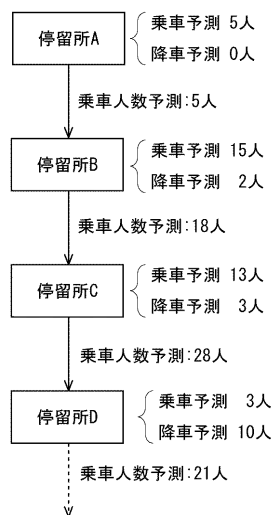 停留所A
乗車予測 5人
降車予測 0人
乗車人数予測:5人
停留所B
乗車予測 15人
降車予測 2人
乗車人数予測:18人
停留所C
乗車予測 13人
降車予測 3人
乗車人数予測:28人
停留所D
乗車予測 3人
降車予測 10人
乗車人数予測:21人